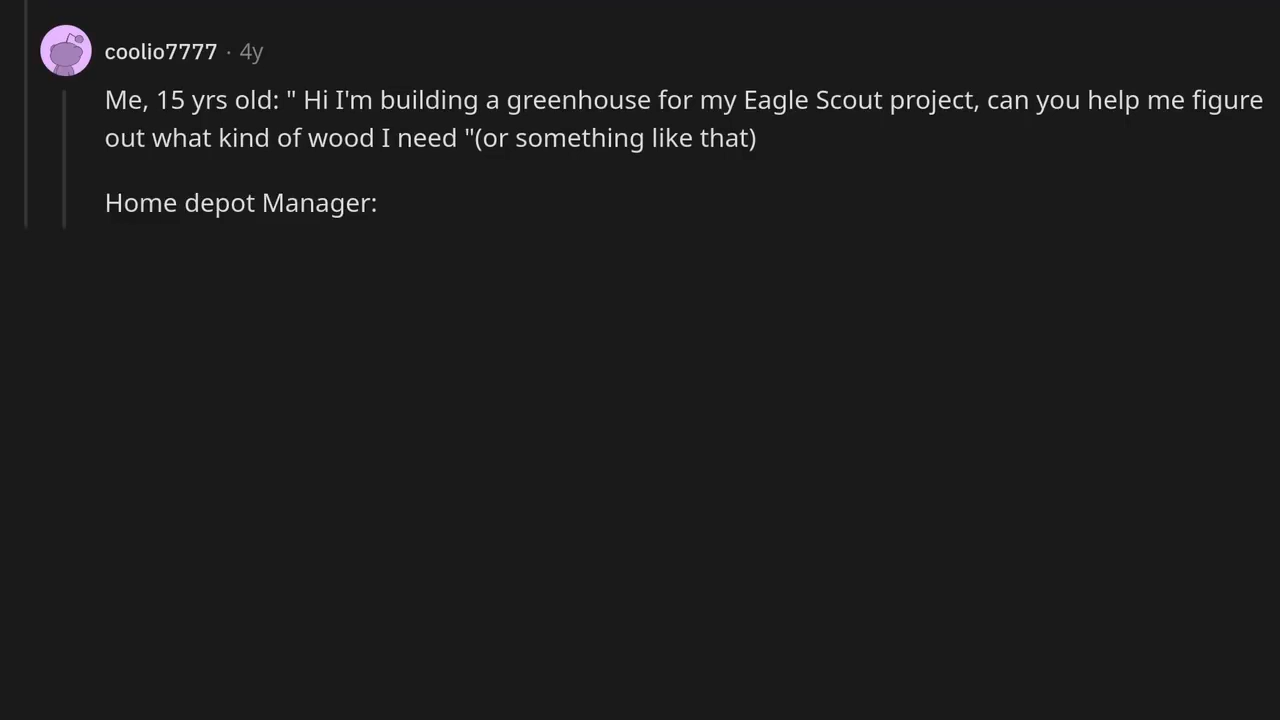 coolio7777 · 4y
Me, 15 yrs old: " Hi I'm building a greenhouse for my Eagle Scout project, can you help me figure
out what kind of wood I need "(or something like that)
Home depot Manager: